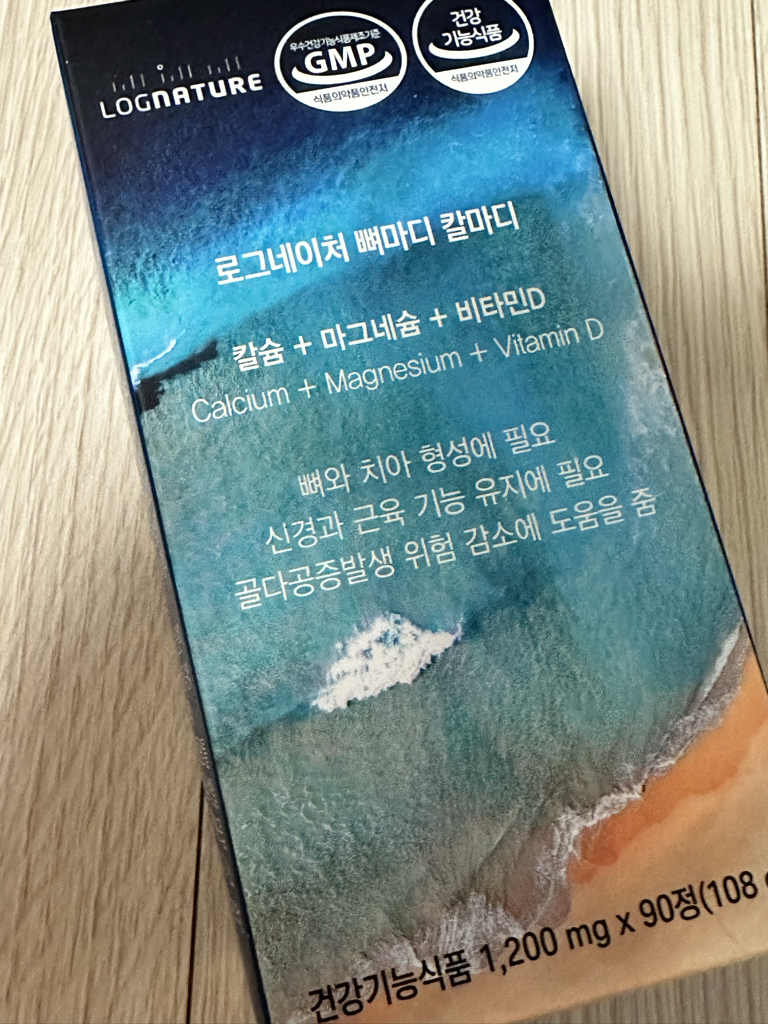 LOGNATURE
우수건강기능식품제조기준
GMP
식품의약품안전처
건강
기능식품
식품의약품안전처
로그네이처 뼈마디 칼마디
칼슘 + 마그네슘 + 비타민D
Calcium + Magnesium + Vitamin D
뼈와 치아 형성에 필요
신경과 근육 기능 유지에 필요
골다공증발생 위험 감소에 도움을 줌
건강기능식품 1,200 mg x 90정(108